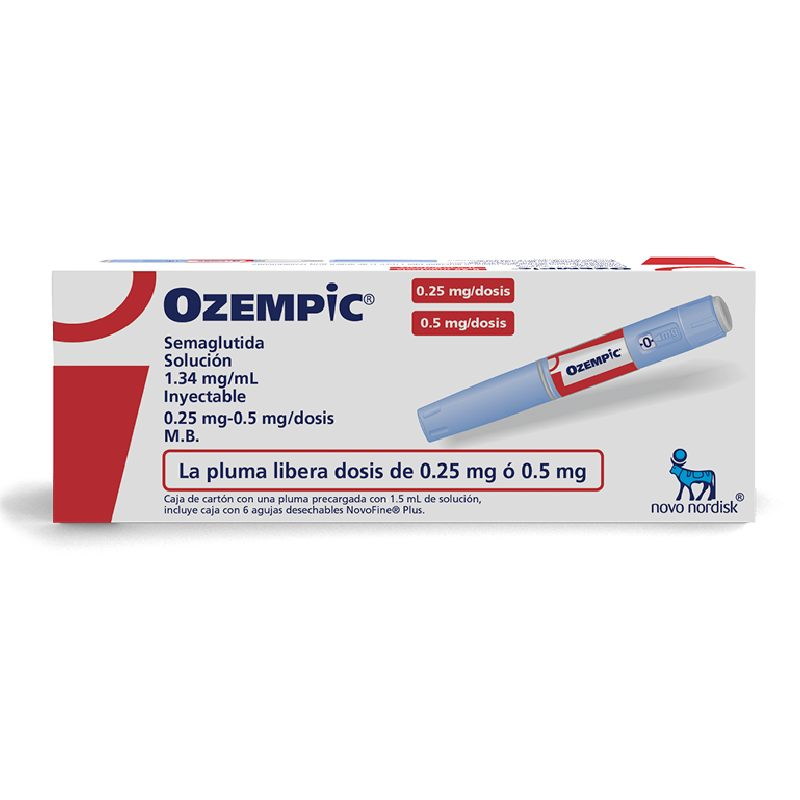 OZEMPIC®
Semaglutida
Solución
1.34 mg/mL
Inyectable
0.25 mg-0.5 mg/dosis
M.B.
0.25 mg/dosis
0.5 mg/dosis
OZEMPIC®
0
1mg
La pluma libera dosis de 0.25 mg ó 0.5 mg
Caja de cartón con una pluma precargada con 1.5 mL de solución,
incluye caja con 6 agujas desechables NovoFine® Plus.
novo nordisk®